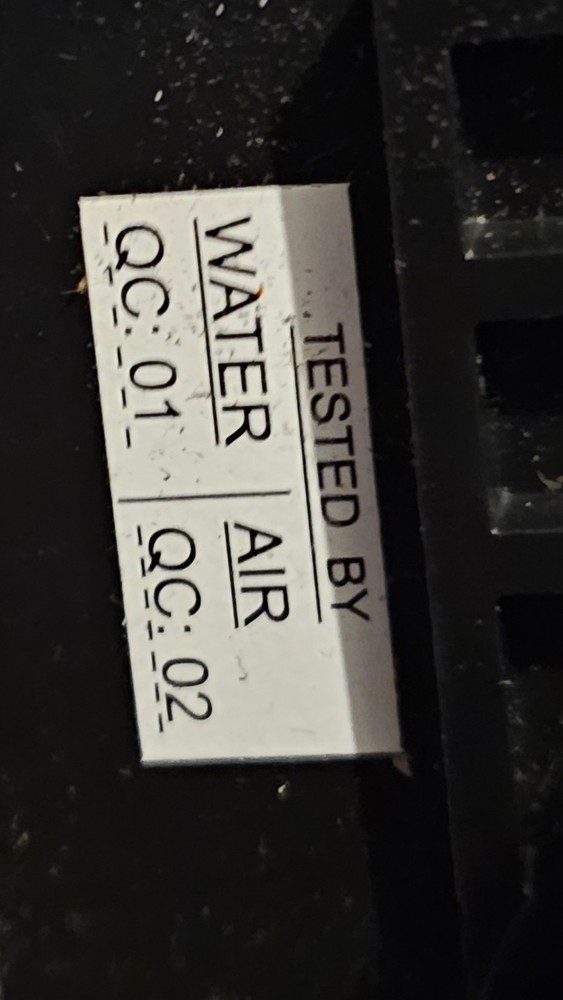 TESTED BY
WATER
AIR
QC: 01
QC: 02